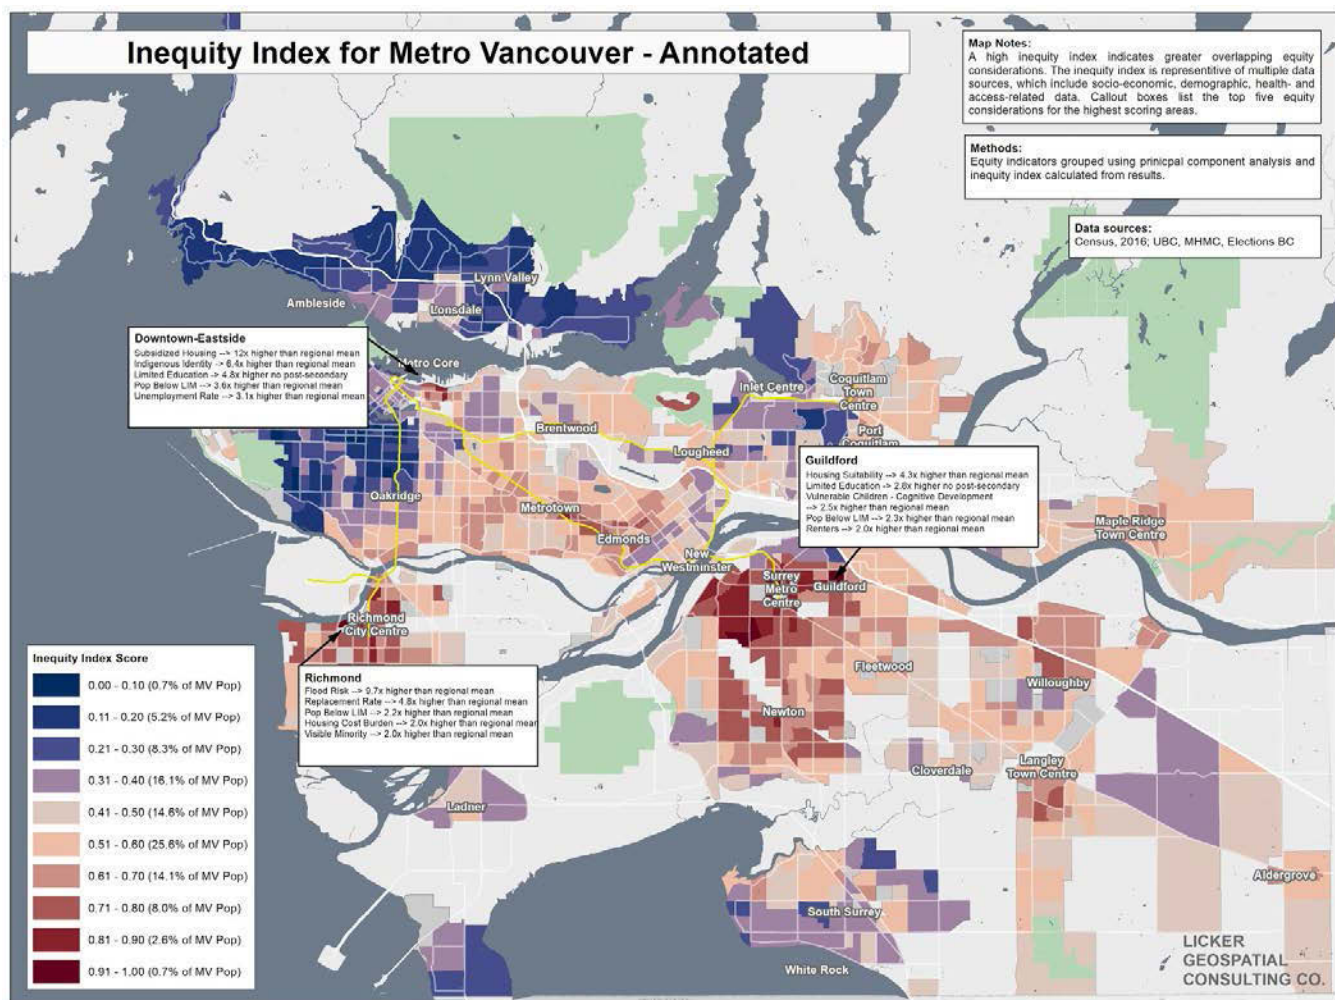 Inequity Index for Metro Vancouver - Annotated
Map Notes:
A high inequity index indicates greater overlapping equity
considerations. The inequity index is representitive of multiple data
sources, which include socio-economic, demographic, health- and
access-related data. Callout boxes list the top five equity
considerations for the highest scoring areas.
Methods:
Equity indicators grouped using prinicpal component analysis and
inequity index calculated from results.
Data sources:
Census, 2016; UBC, MHMC, Elections BC
Lynn Valley
Ambleside
Lonsdale
Downtown-Eastside
Subsidized Housing --> 12x higher than regional mean
Indigenous Identity --> 6.4x higher than regional mean
Limited Education -> 4.8x higher no post-secondary
Pop Below LIM --> 3.6x higher than regional mean
Unemployment Rate --> 3.1x higher than regional mean
Metro Core
Inlet Centre
Coquitlam
Town
Centre
Brentwood
Port
Coquitlam
Lougheed
Guildford
Housing Suitability --> 4.3x higher than regional mean
Limited Education -> 2.8x higher no post-secondary
Vulnerable Children - Cognitive Development
--> 2.5x higher than regional mean
Pop Below LIM --> 2.3x higher than regional mean
Renters --> 2.0x higher than regional mean
Oakridge
Metrotown
Edmonds
New
Westminster
Maple Ridge
Town Centre
Surrey
Metro
Centre
Guildford
Richmond
City Centre
Fleetwood
Willoughby
Newton
Richmond
Flood Risk --> 9.7x higher than regional mean
Replacement Rate --> 4.8x higher than regional mean
Pop Below LIM --> 2.2x higher than regional mean
Housing Cost Burden --> 2.0x higher than regional mean
Visible Minority --> 2.0x higher than regional mean
Cloverdale
Langley
Town Centre
Ladner
Aldergrove
South Surrey
White Rock
Inequity Index Score
0.00 - 0.10 (0.7% of MV Pop)
0.11 - 0.20 (5.2% of MV Pop)
0.21 - 0.30 (8.3% of MV Pop)
0.31 - 0.40 (16.1% of MV Pop)
0.41 - 0.50 (14.6% of MV Pop)
0.51 - 0.60 (25.6% of MV Pop)
0.61 - 0.70 (14.1% of MV Pop)
0.71 - 0.80 (8.0% of MV Pop)
0.81 - 0.90 (2.6% of MV Pop)
0.91 - 1.00 (0.7% of MV Pop)
LICKER
GEOSPATIAL
CONSULTING CO.